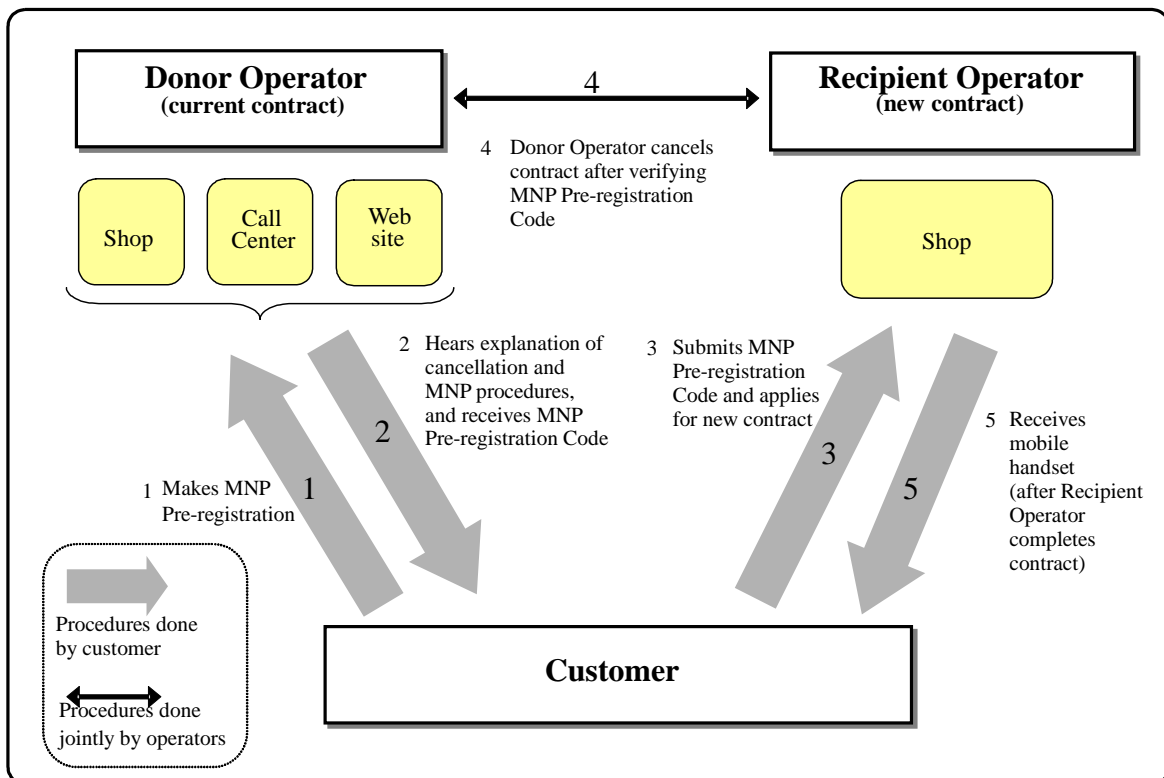 Donor Operator
(current contract)
4
Recipient Operator
(new contract)
4 Donor Operator cancels
contract after verifying
MNP Pre-registration
Code
Shop
Call
Center
Web
site
Shop
2 Hears explanation of
cancellation and
MNP procedures,
and receives MNP
Pre-registration Code
3 Submits MNP
Pre-registration
Code and applies
for new contract
5 Receives
mobile
handset
(after Recipient
Operator
completes
contract)
1 Makes MNP
Pre-registration
1
2
3
5
Procedures done
by customer
Procedures done
jointly by operators
Customer